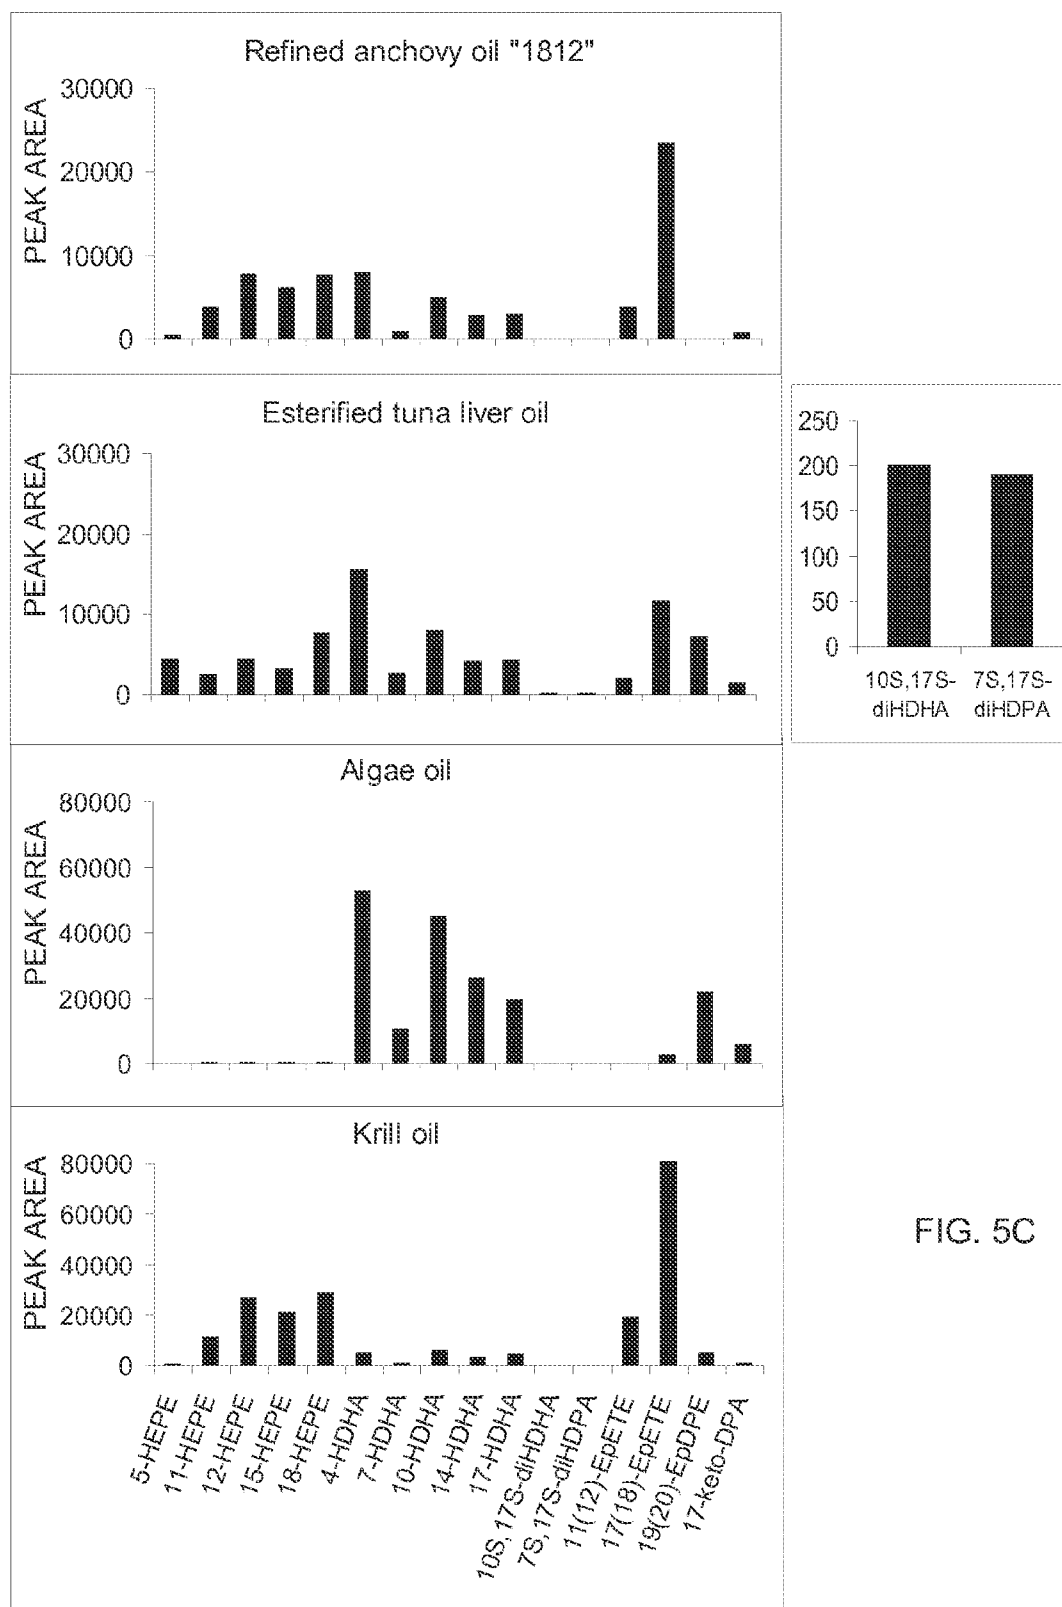 Refined anchovy oil "1812"
PEAK AREA
30000
20000
10000
0
Esterified tuna liver oil
PEAK AREA
30000
20000
10000
0
250
200
150
100
50
0
10S,17S-
diHDHA
7S,17S-
diHDPA
Algae oil
PEAK AREA
80000
60000
40000
20000
0
Krill oil
PEAK AREA
80000
60000
40000
20000
0
5-HEPE
11-HEPE
12-HEPE
15-HEPE
18-HEPE
4-HDHA
7-HDHA
10-HDHA
14-HDHA
17-HDHA
10S,17S-diHDHA
7S,17S-diHDPA
11(12)-EpETE
17(18)-EpETE
19(20)-EpDPE
17-keto-DPA
FIG. 5C